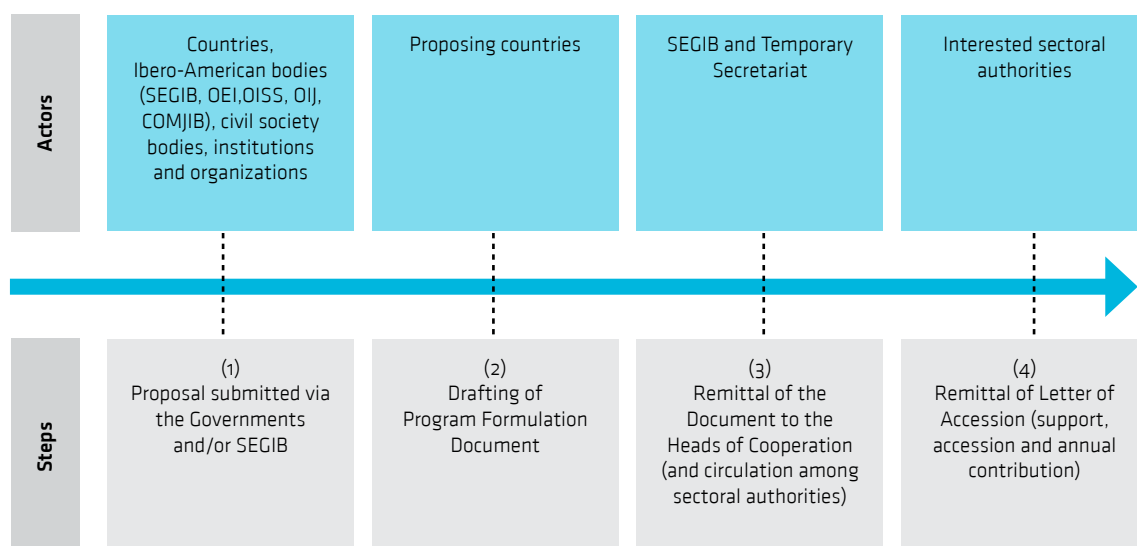 Actors
Countries,
Ibero-American bodies
(SEGIB, OEI,OISS, OIJ,
COMJIB), civil society
bodies, institutions
and organizations
Proposing countries
SEGIB and Temporary
Secretariat
Interested sectoral
authorities
Steps
(1)
Proposal submitted via
the Governments
and/or SEGIB
(2)
Drafting of
Program Formulation
Document
(3)
Remittal of the
Document to the
Heads of Cooperation
(and circulation among
sectoral authorities)
(4)
Remittal of Letter of
Accession (support,
accession and annual
contribution)